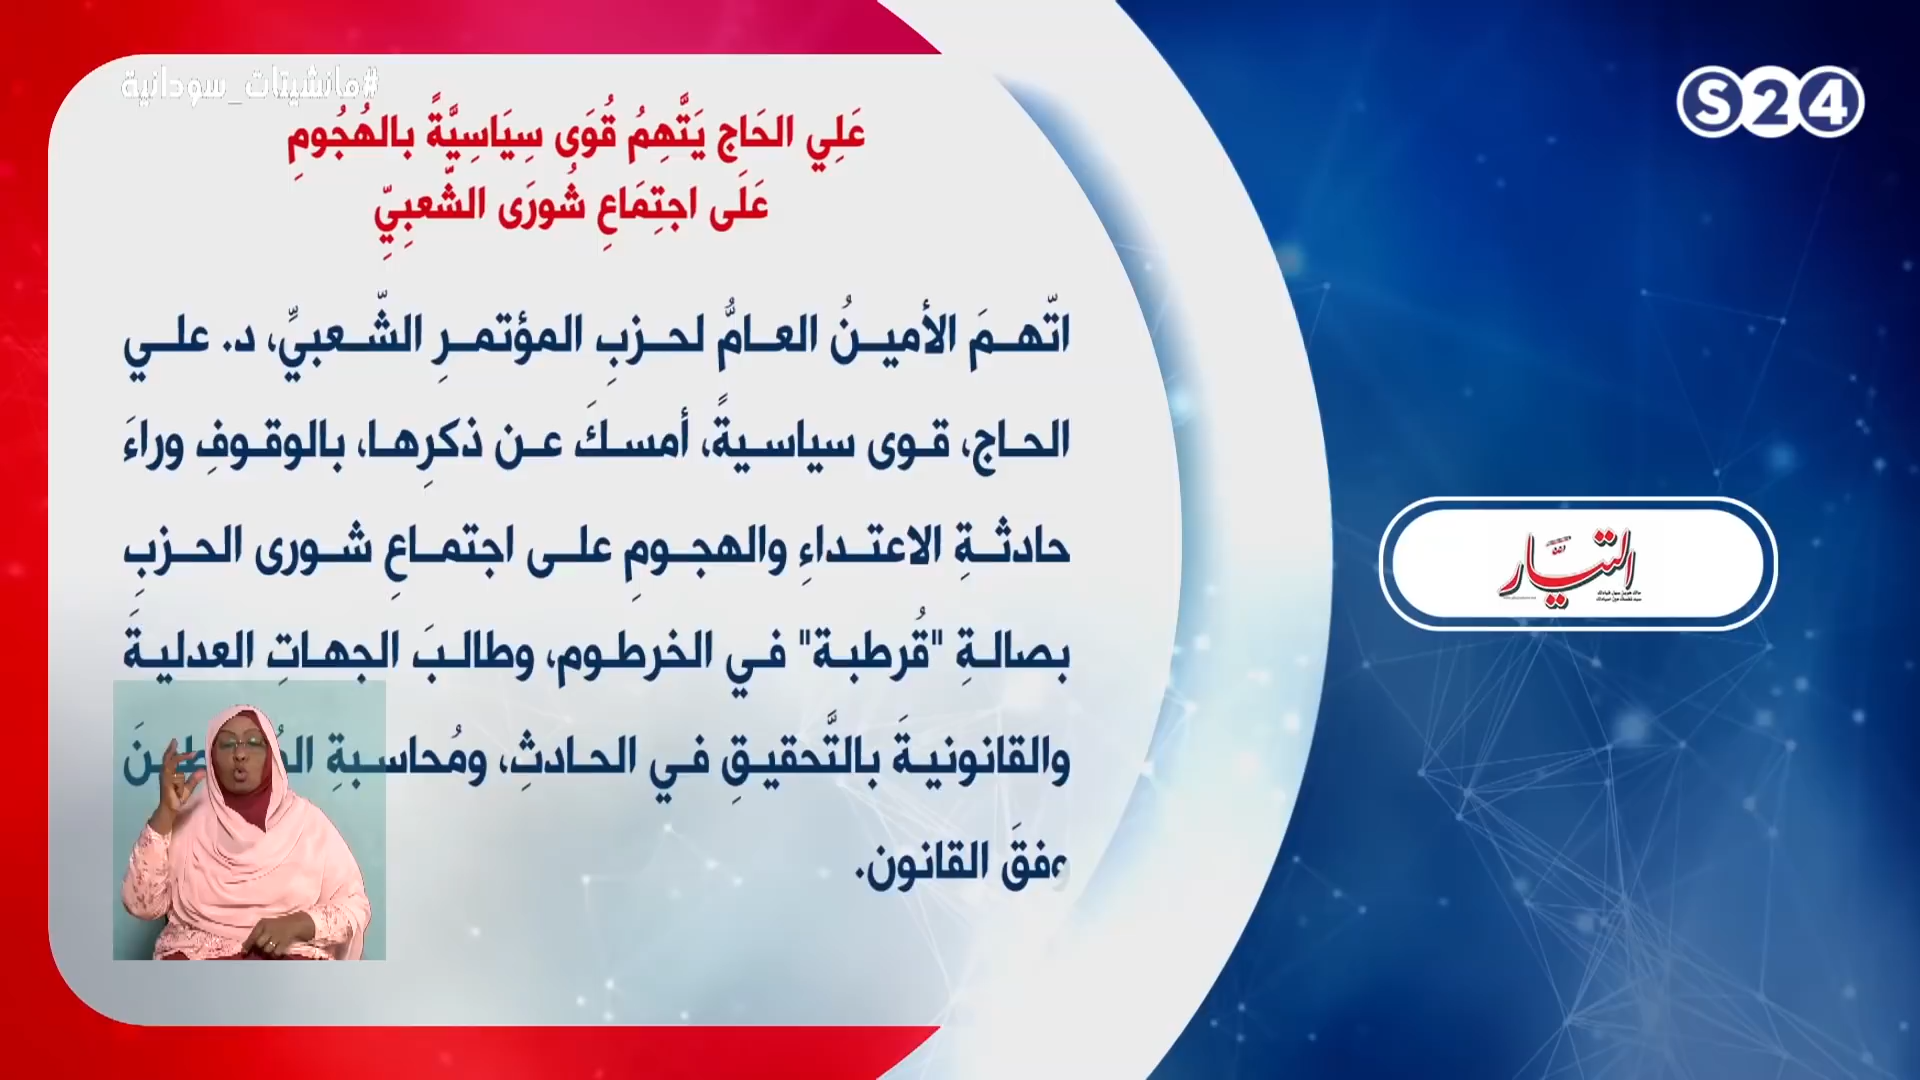 #مانشيتات_سودانية
S24
عَلِي الحَاج يَتَّهِمُ قُوَى سِيَاسِيَّةً بالهُجُومِ
عَلَى اجتِمَاعِ شُورَى الشَّعبِيِّ
اتّهمَ الأمينُ العامُّ لحزبِ المؤتمرِ الشّعبيِّ، د. علي
الحاج، قوى سياسيةً، أمسكَ عن ذكرِها، بالوقوفِ وراءَ
حادثةِ الاعتداءِ والهجومِ على اجتماعِ شورى الحزبِ
بصالةِ "قُرطبة" في الخرطوم، وطالبَ الجهاتِ العدليةَ
والقانونيةَ بالتَّحقيقِ في الحادثِ، ومُحاسبةِ
وفقَ القانون.
التيار